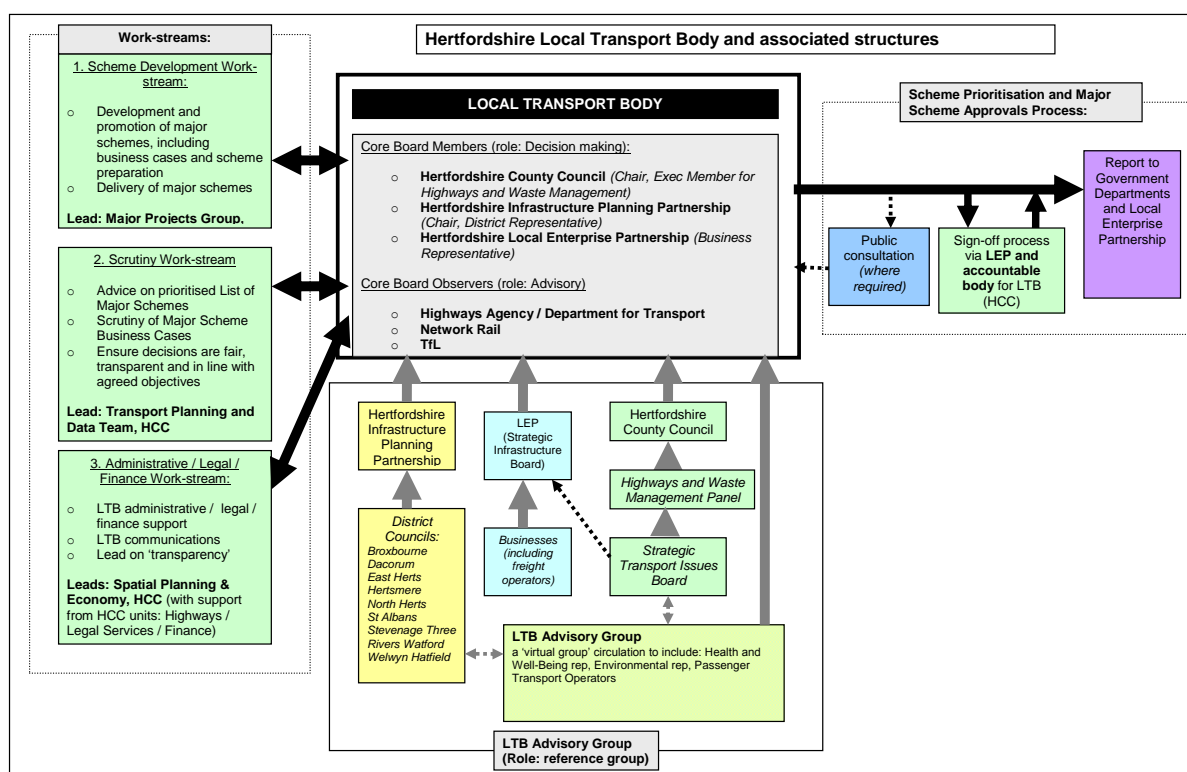 Work-streams:
1. Scheme Development Work-
stream:
o Development and
promotion of major
schemes, including
business cases and scheme
preparation
o Delivery of major schemes
Lead: Major Projects Group,
2. Scrutiny Work-stream
o Advice on prioritised List of
Major Schemes
o Scrutiny of Major Scheme
Business Cases
o Ensure decisions are fair,
transparent and in line with
agreed objectives
Lead: Transport Planning and
Data Team, HCC
3. Administrative / Legal /
Finance Work-stream:
o LTB administrative / legal /
finance support
o LTB communications
o Lead on ‘transparency’
Leads: Spatial Planning &
Economy, HCC (with support
from HCC units: Highways /
Legal Services / Finance)
Hertfordshire Local Transport Body and associated structures
LOCAL TRANSPORT BODY
Core Board Members (role: Decision making):
o Hertfordshire County Council (Chair, Exec Member for
Highways and Waste Management)
o Hertfordshire Infrastructure Planning Partnership
(Chair, District Representative)
o Hertfordshire Local Enterprise Partnership (Business
Representative)
Core Board Observers (role: Advisory)
o Highways Agency / Department for Transport
o Network Rail
o TfL
Scheme Prioritisation and Major
Scheme Approvals Process:
Public
consultation
(where
required)
Sign-off process
via LEP and
accountable
body for LTB
(HCC)
Report to
Government
Departments
and Local
Enterprise
Partnership
Hertfordshire
Infrastructure
Planning
Partnership
LEP
(Strategic
Infrastructure
Board)
Hertfordshire
County Council
Highways and Waste
Management Panel
District
Councils:
Broxbourne
Dacorum
East Herts
Hertsmere
North Herts
St Albans
Stevenage Three
Rivers Watford
Welwyn Hatfield
Businesses
(including
freight
operators)
Strategic
Transport Issues
Board
LTB Advisory Group
a ‘virtual group’ circulation to include: Health and
Well-Being rep, Environmental rep, Passenger
Transport Operators
LTB Advisory Group
(Role: reference group)